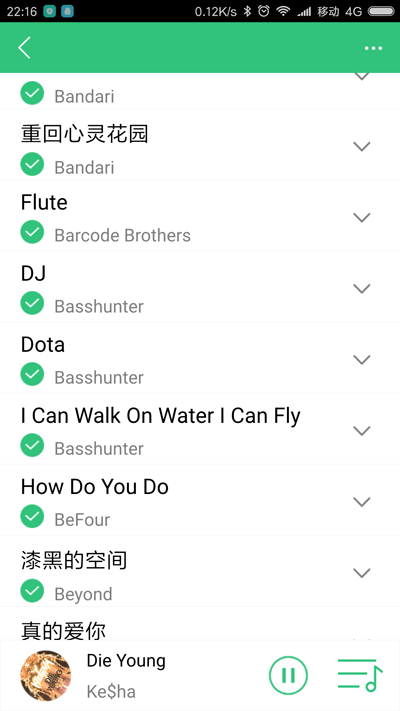 22:16 0.12K/s 移动 4G
Bandari
重回心灵花园
Bandari
Flute
Barcode Brothers
DJ
Basshunter
Dota
Basshunter
I Can Walk On Water I Can Fly
Basshunter
How Do You Do
BeFour
漆黑的空间
Beyond
真的爱你
Die Young
Ke$ha